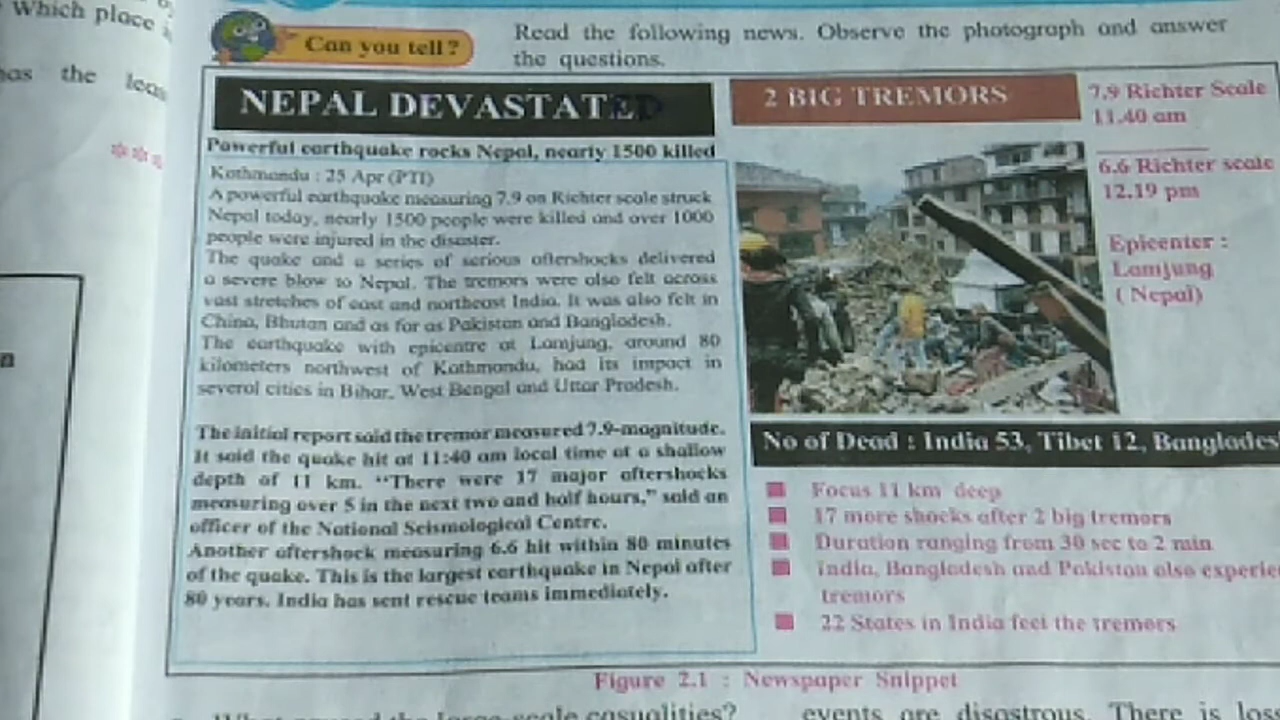 Which place
has the leas
***
n
Can you tell?
Read the following news. Observe the photograph and answer
the questions.
NEPAL DEVASTATED
Powerful earthquake rocks Nepal, nearly 1500 killed
Kathmandu : 25 Apr (PTI)
A powerful earthquake measuring 7.9 on Richter scale struck
Nepal today, nearly 1500 people were killed and over 1000
people were injured in the disaster.
The quake and a series of serious aftershocks delivered
a severe blow to Nepal. The tremors were also felt across
vast stretches of east and northeast India. It was also felt in
China, Bhutan and as far as Pakistan and Bangladesh.
The earthquake with epicentre at Lamjung, around 80
kilometers northwest of Kathmandu, had its impact in
several cities in Bihar, West Bengal and Uttar Pradesh.
The initial report said the tremor measured 7.9-magnitude.
It said the quake hit at 11:40 am local time at a shallow
depth of 11 km. "There were 17 major aftershocks
measuring over 5 in the next two and half hours," said an
officer of the National Seismological Centre.
Another aftershock measuring 6.6 hit within 80 minutes
of the quake. This is the largest earthquake in Nepal after
80 years. India has sent rescue teams immediately.
2 BIG TREMORS
7.9 Richter Scale
11.40 am
6.6 Richter scale
12.19 pm
Epicenter :
Lamjung
( Nepal)
No of Dead : India 53, Tibet 12, Banglades
Focus 11 km deep
17 more shocks after 2 big tremors
Duration ranging from 30 sec to 2 min
India, Bangladesh and Pakistan also experie
tremors
22 States in India feel the tremors
Figure 2.1 : Newspaper Snippet
What caused the large-scale casualities?
events are disastrous. There is loss